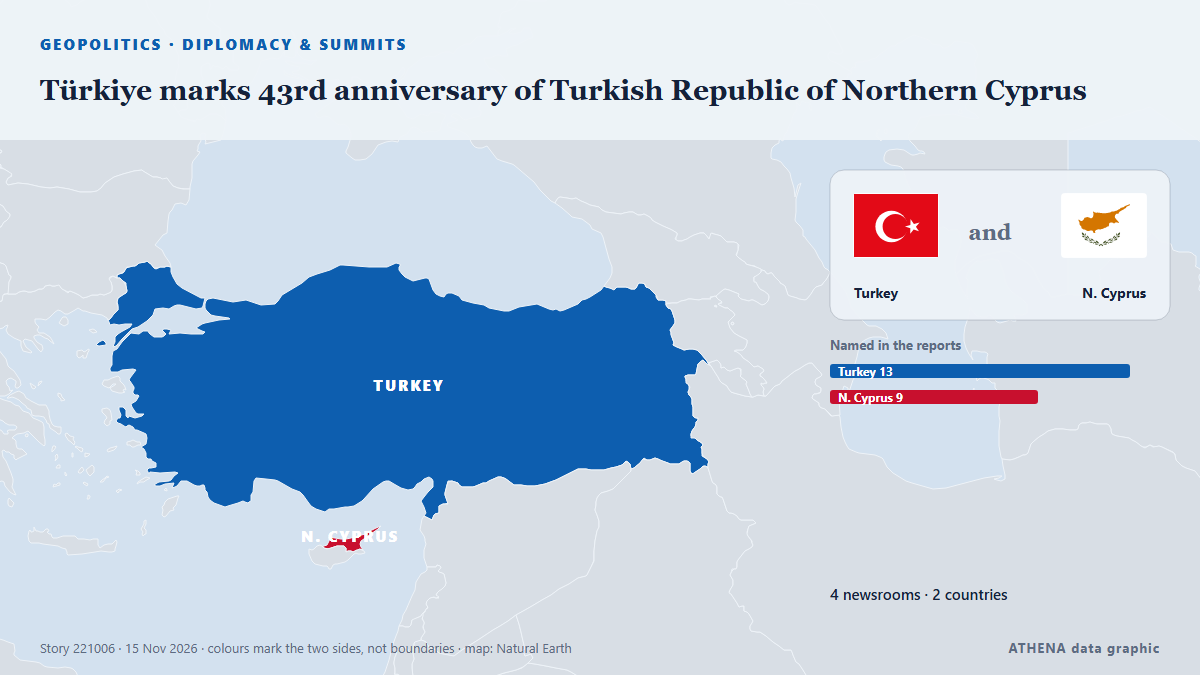 GEOPOLITICS · DIPLOMACY & SUMMITS
Türkiye marks 43rd anniversary of Turkish Republic of Northern Cyprus
and
Turkey
N. Cyprus
Named in the reports
Turkey 13
N. Cyprus 9
TURKEY
N. CYPRUS
4 newsrooms · 2 countries
Story 221006 · 15 Nov 2026 · colours mark the two sides, not boundaries · map: Natural Earth
ATHENA data graphic